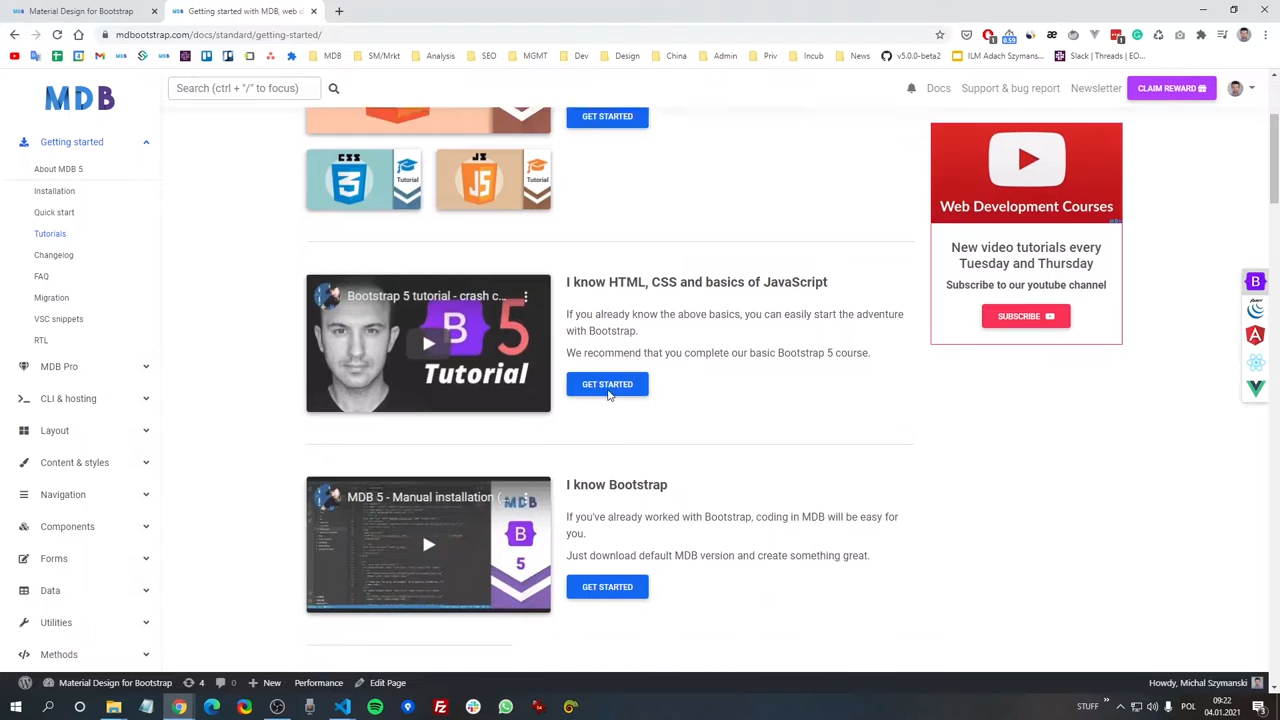 Material Design for Bootstrap
Getting started with MDB, web d
mdbootstrap.com/docs/standard/getting-started/
MDB
SM/Mrkt
Analysis
SEO
MGMT
Dev
Design
China
Admin
Priv
Incub
News
v5.0.0-beta2
ILM Adach Szymans...
Slack | Threads | EO...
MDB
Search (ctrl + "/" to focus)
Docs
Support & bug report
Newsletter
CLAIM REWARD
Getting started
About MDB 5
Installation
Quick start
Tutorials
Changelog
FAQ
Migration
VSC snippets
RTL
MDB Pro
CLI & hosting
Layout
Content & styles
Navigation
Components
Forms
Data
Utilities
Methods
GET STARTED
CSS
3
Tutorial
JS
JS
Tutorial
Bootstrap 5 tutorial - crash c...
B 5
Tutorial
I know HTML, CSS and basics of JavaScript
If you already know the above basics, you can easily start the adventure
with Bootstrap.
We recommend that you complete our basic Bootstrap 5 course.
GET STARTED
MDB 5 - Manual installation (...
MDB
B
5
I know Bootstrap
If you've already worked with Bootstrap, coding in MDB will be easy for
you.
Just download default MDB version and create something great.
GET STARTED
Web Development Courses
New video tutorials every
Tuesday and Thursday
Subscribe to our youtube channel
SUBSCRIBE
B
Material Design for Bootstrap
4
0
New
Performance
Edit Page
Howdy, Michal Szymanski
STUFF
POL
09:22
04.01.2021